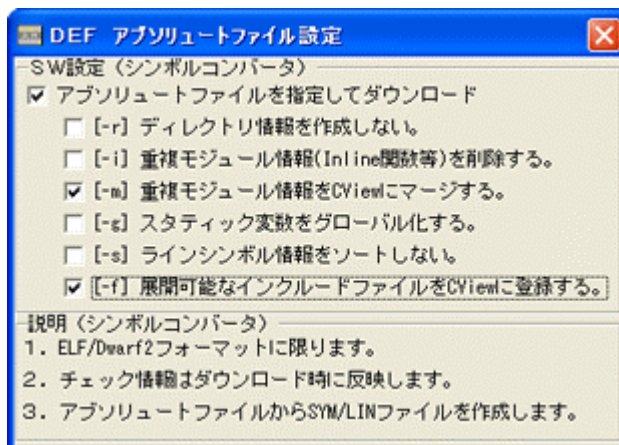 DEF アブソリュートファイル設定
SW設定（シンボルコンバータ）
アブソリュートファイルを指定してダウンロード
[-r] ディレクトリ情報を作成しない。
[-i] 重複モジュール情報(Inline関数等)を削除する。
[-m] 重複モジュール情報をCViewにマージする。
[-g] スタティック変数をグローバル化する。
[-s] ラインシンボル情報をソートしない。
[-f] 展開可能なインクルードファイルをCViewに登録する。
説明（シンボルコンバータ）
1. ELF/Dwarf2フォーマットに限ります。
2. チェック情報はダウンロード時に反映します。
3. アブソリュートファイルからSYM/LINファイルを作成します。